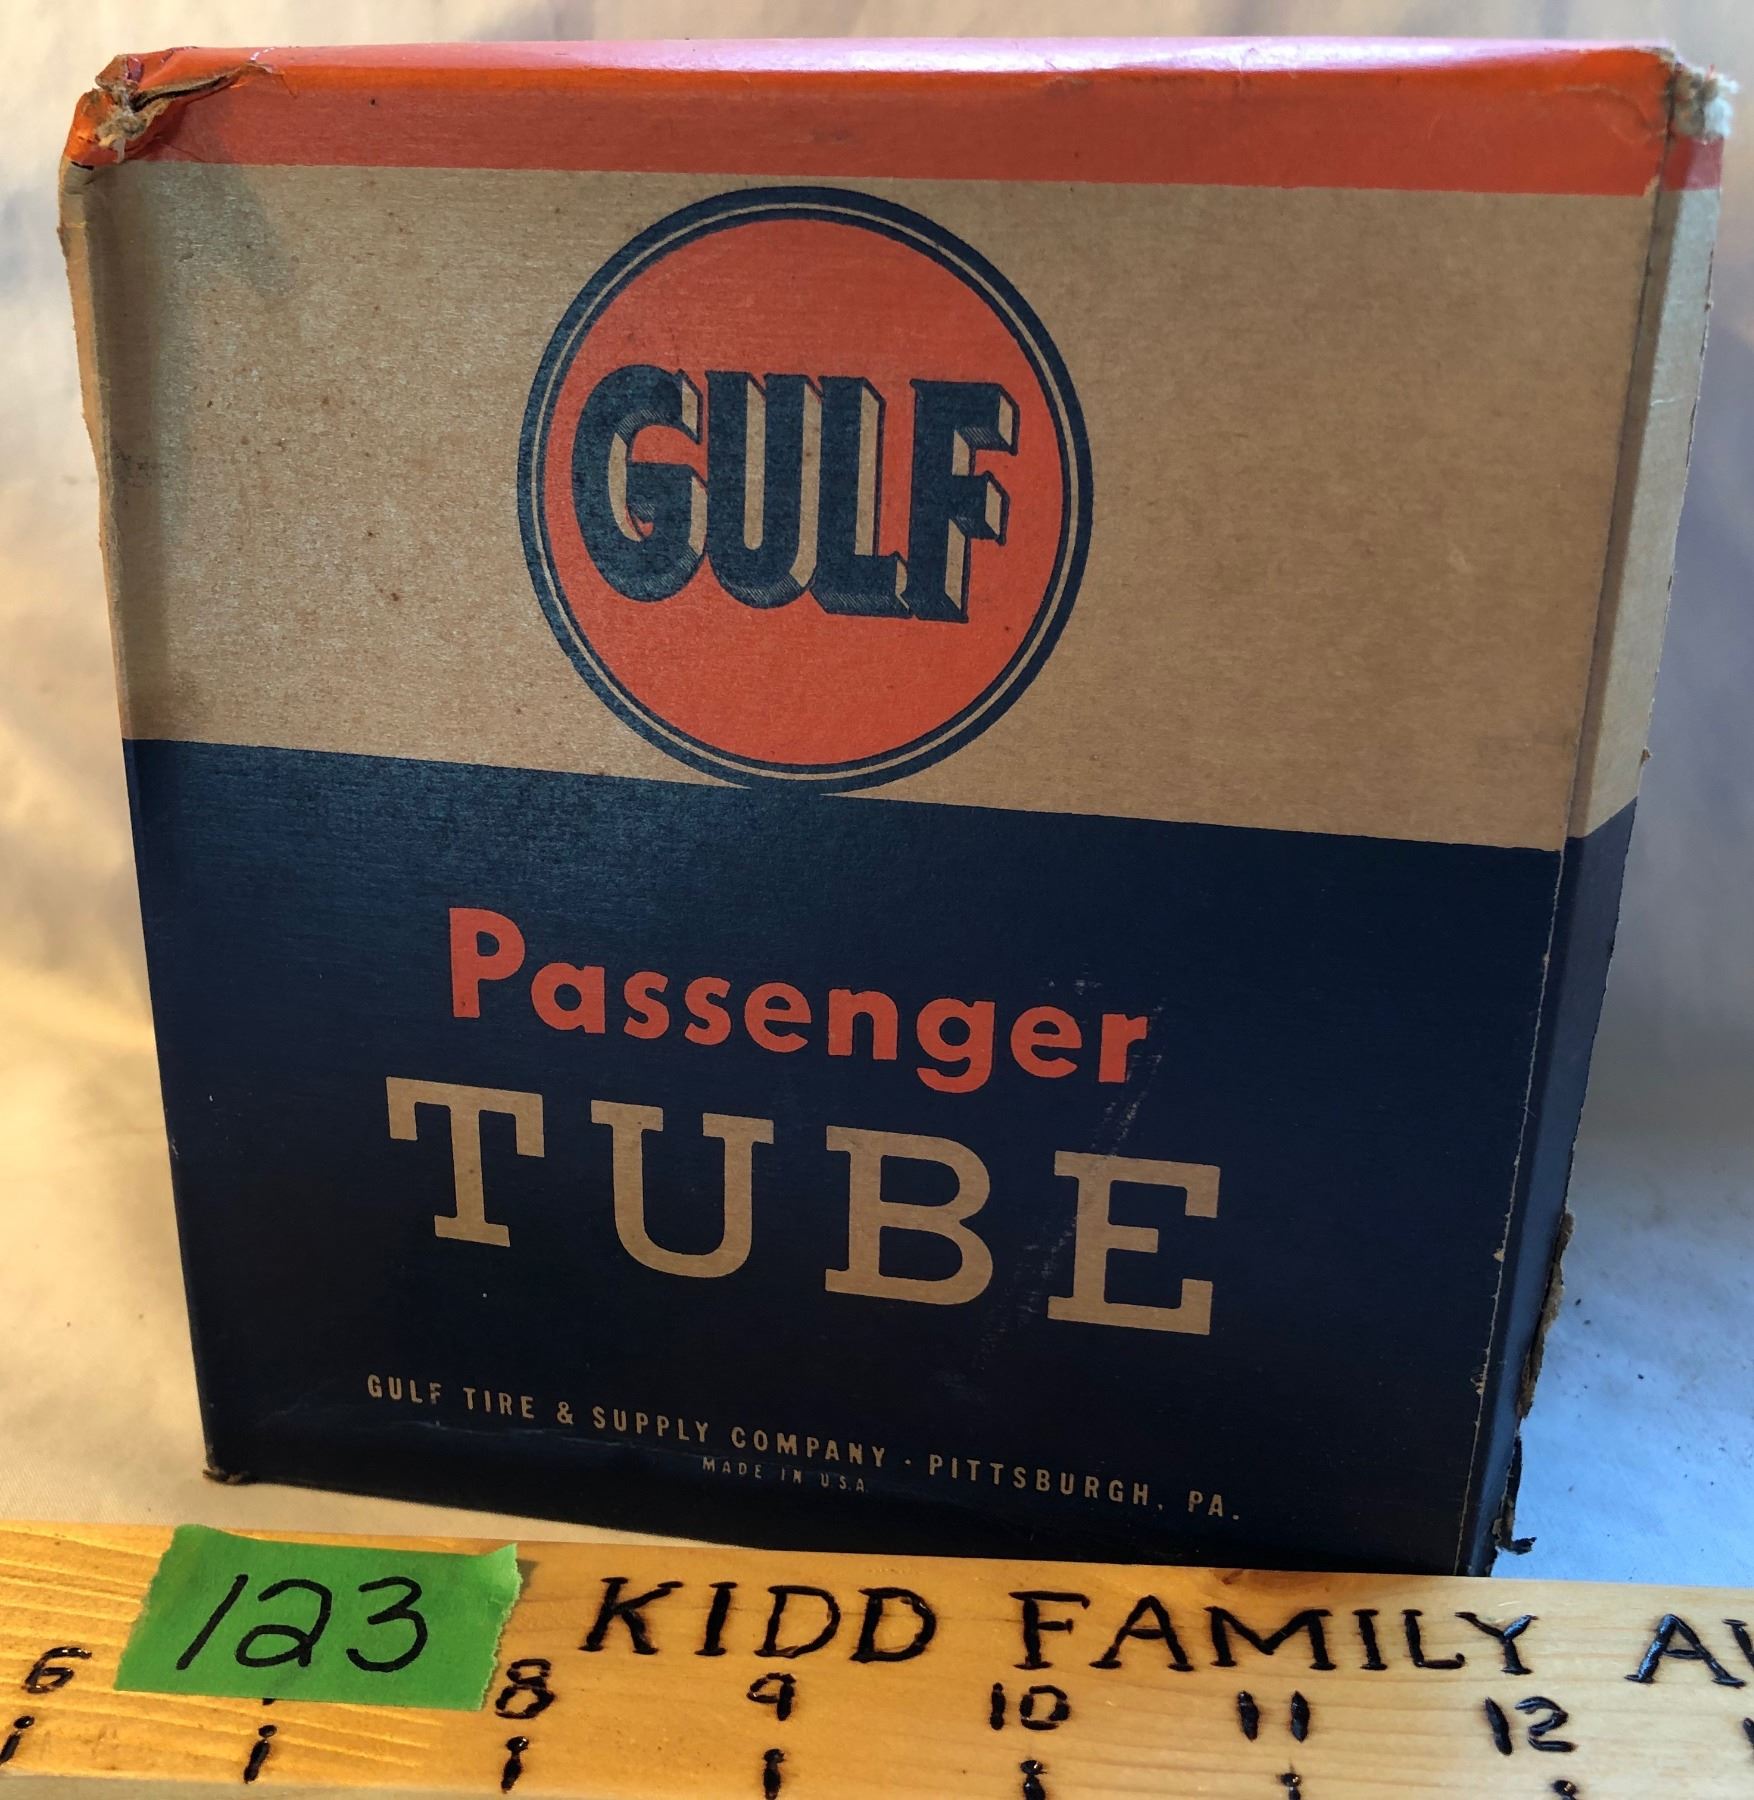 GULF
Passenger
TUBE
GULF TIRE & SUPPLY COMPANY · PITTSBURGH, PA.
MADE IN U.S.A.
123 KIDD FAMILY
6 8 9 10 11 12